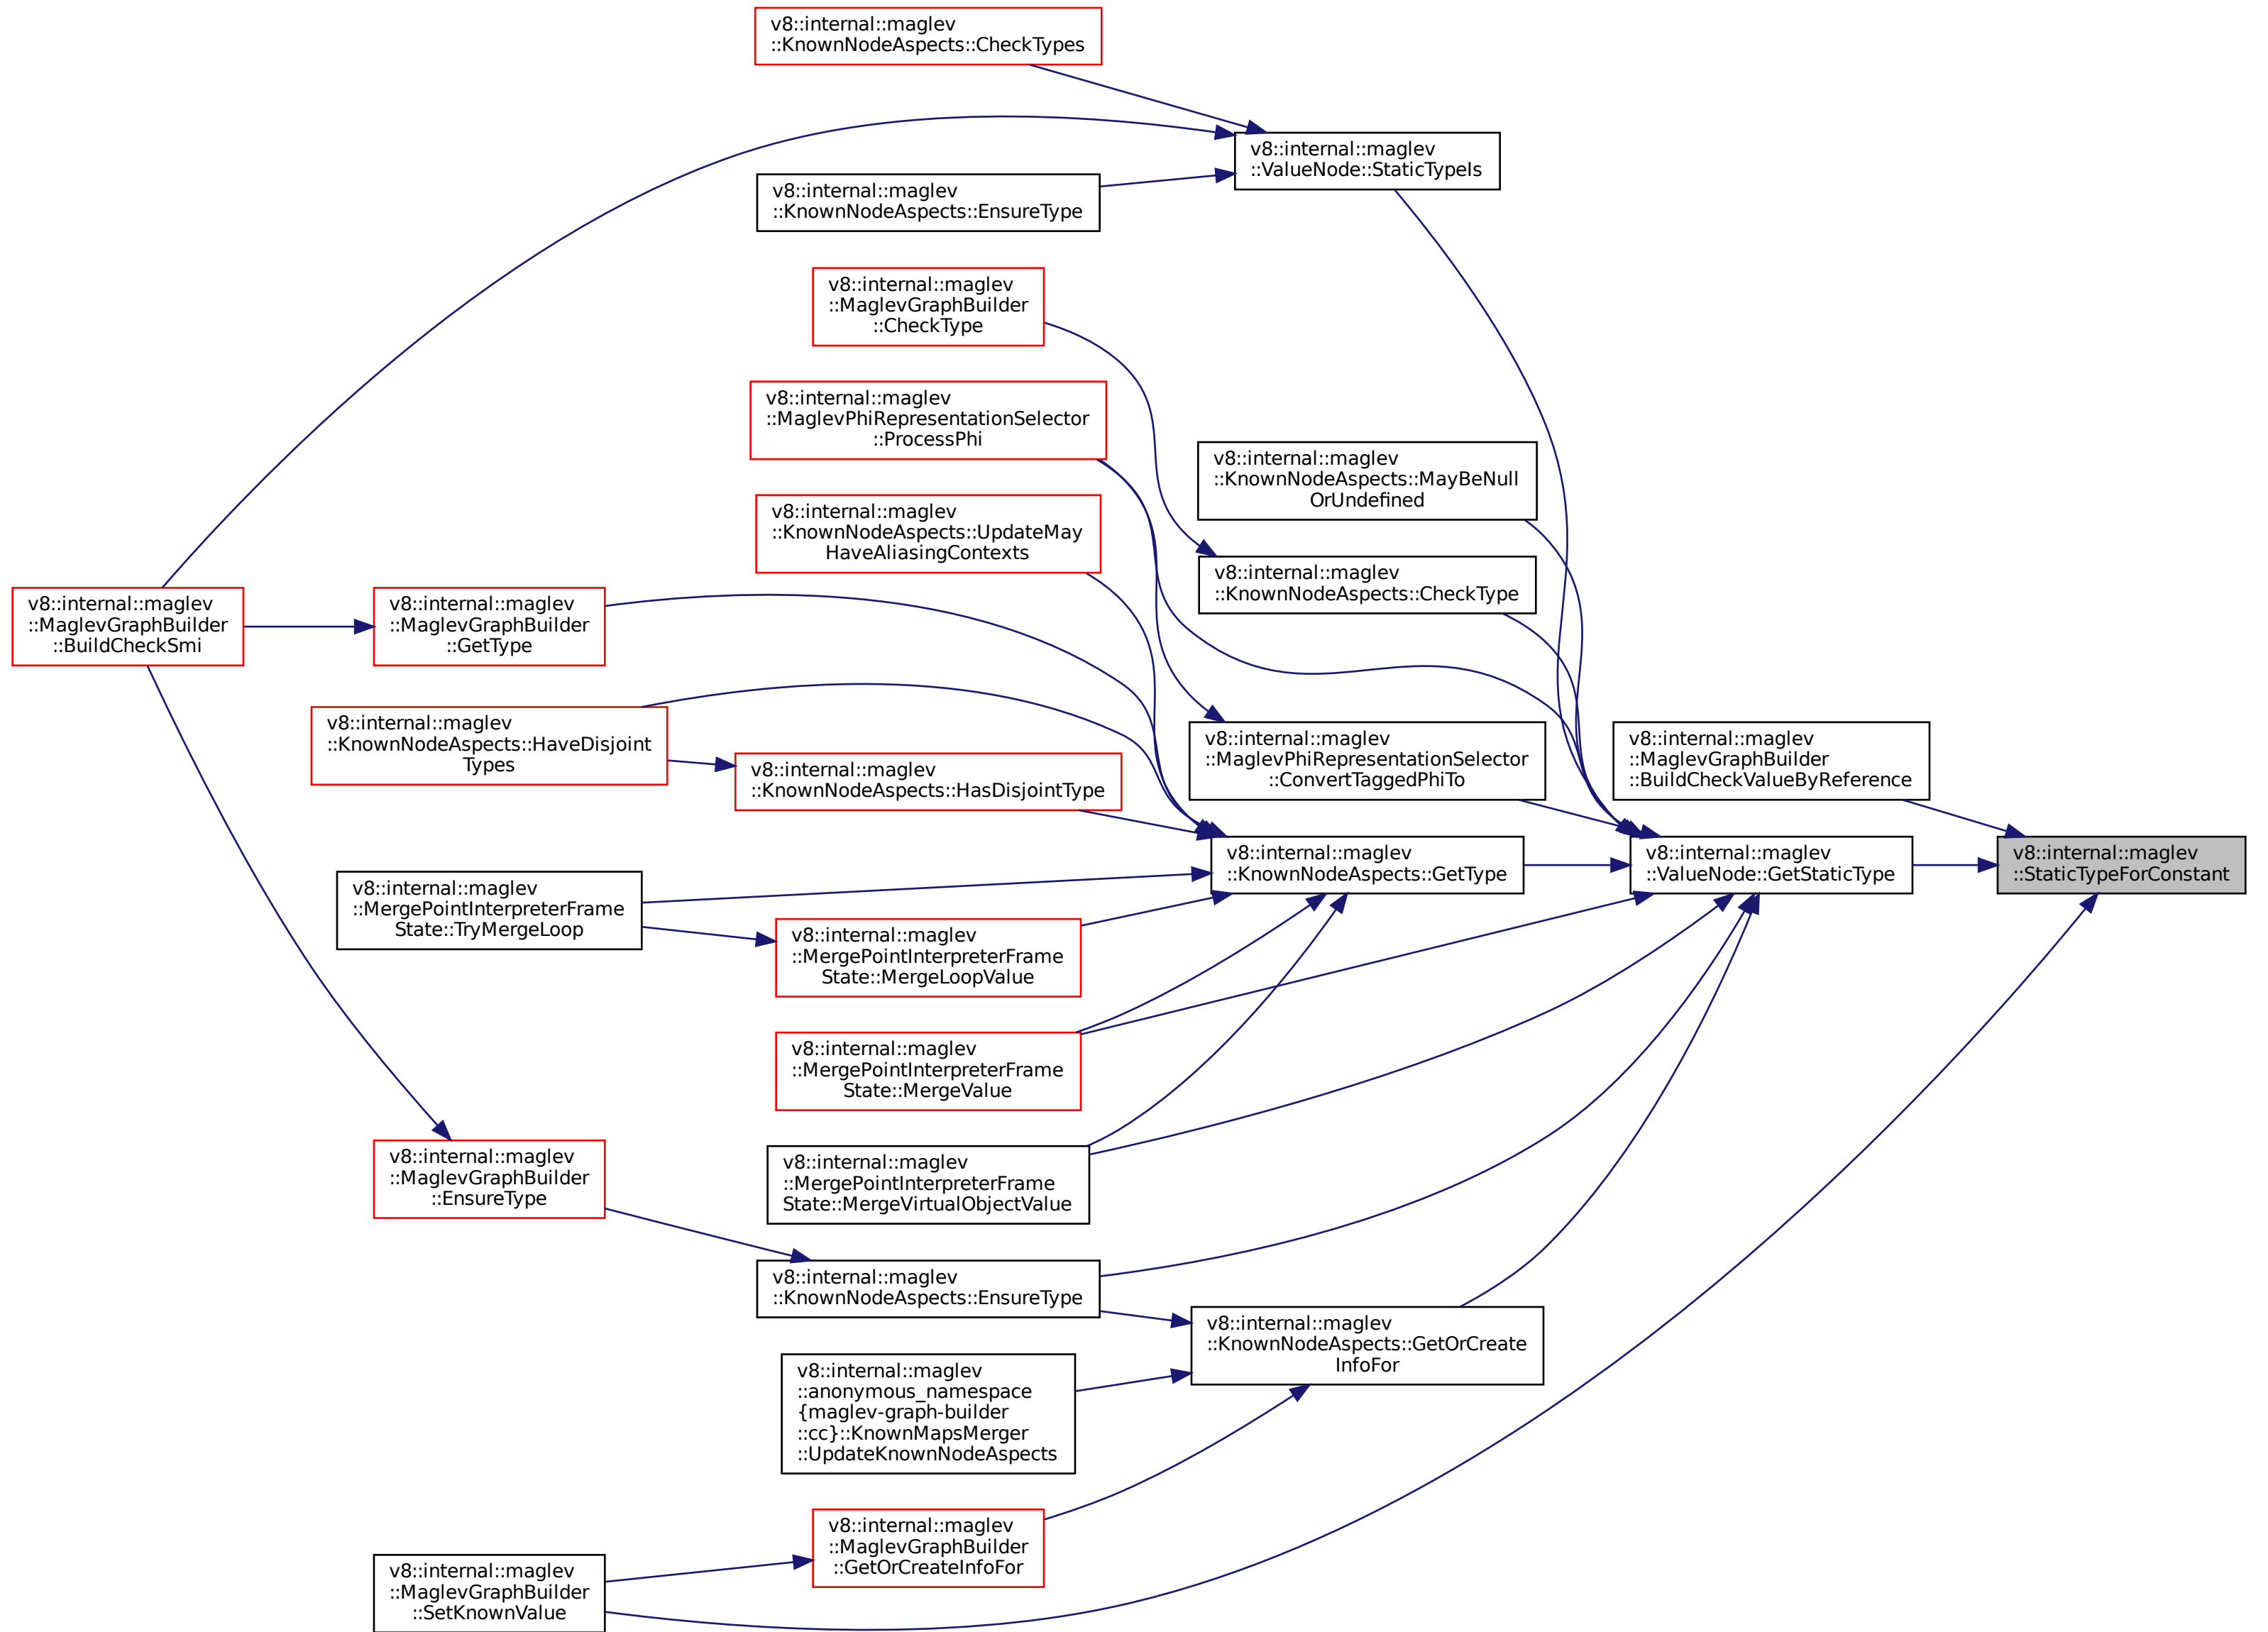 v8::internal::maglev
::KnownNodeAspects::CheckTypes
v8::internal::maglev
::ValueNode::StaticTypeIs
v8::internal::maglev
::KnownNodeAspects::EnsureType
v8::internal::maglev
::MaglevGraphBuilder
::CheckType
v8::internal::maglev
::MaglevPhiRepresentationSelector
::ProcessPhi
v8::internal::maglev
::KnownNodeAspects::MayBeNull
OrUndefined
v8::internal::maglev
::KnownNodeAspects::UpdateMay
HaveAliasingContexts
v8::internal::maglev
::KnownNodeAspects::CheckType
v8::internal::maglev
::MaglevGraphBuilder
::BuildCheckSmi
v8::internal::maglev
::MaglevGraphBuilder
::GetType
v8::internal::maglev
::KnownNodeAspects::HaveDisjoint
Types
v8::internal::maglev
::KnownNodeAspects::HasDisjointType
v8::internal::maglev
::MaglevPhiRepresentationSelector
::ConvertTaggedPhiTo
v8::internal::maglev
::MaglevGraphBuilder
::BuildCheckValueByReference
v8::internal::maglev
::KnownNodeAspects::GetType
v8::internal::maglev
::ValueNode::GetStaticType
v8::internal::maglev
::StaticTypeForConstant
v8::internal::maglev
::MergePointInterpreterFrame
State::TryMergeLoop
v8::internal::maglev
::MergePointInterpreterFrame
State::MergeLoopValue
v8::internal::maglev
::MergePointInterpreterFrame
State::MergeValue
v8::internal::maglev
::MergePointInterpreterFrame
State::MergeVirtualObjectValue
v8::internal::maglev
::MaglevGraphBuilder
::EnsureType
v8::internal::maglev
::KnownNodeAspects::EnsureType
v8::internal::maglev
::KnownNodeAspects::GetOrCreate
InfoFor
v8::internal::maglev
::anonymous_namespace
{maglev-graph-builder
::cc}::KnownMapsMerger
::UpdateKnownNodeAspects
v8::internal::maglev
::MaglevGraphBuilder
::GetOrCreateInfoFor
v8::internal::maglev
::MaglevGraphBuilder
::SetKnownValue